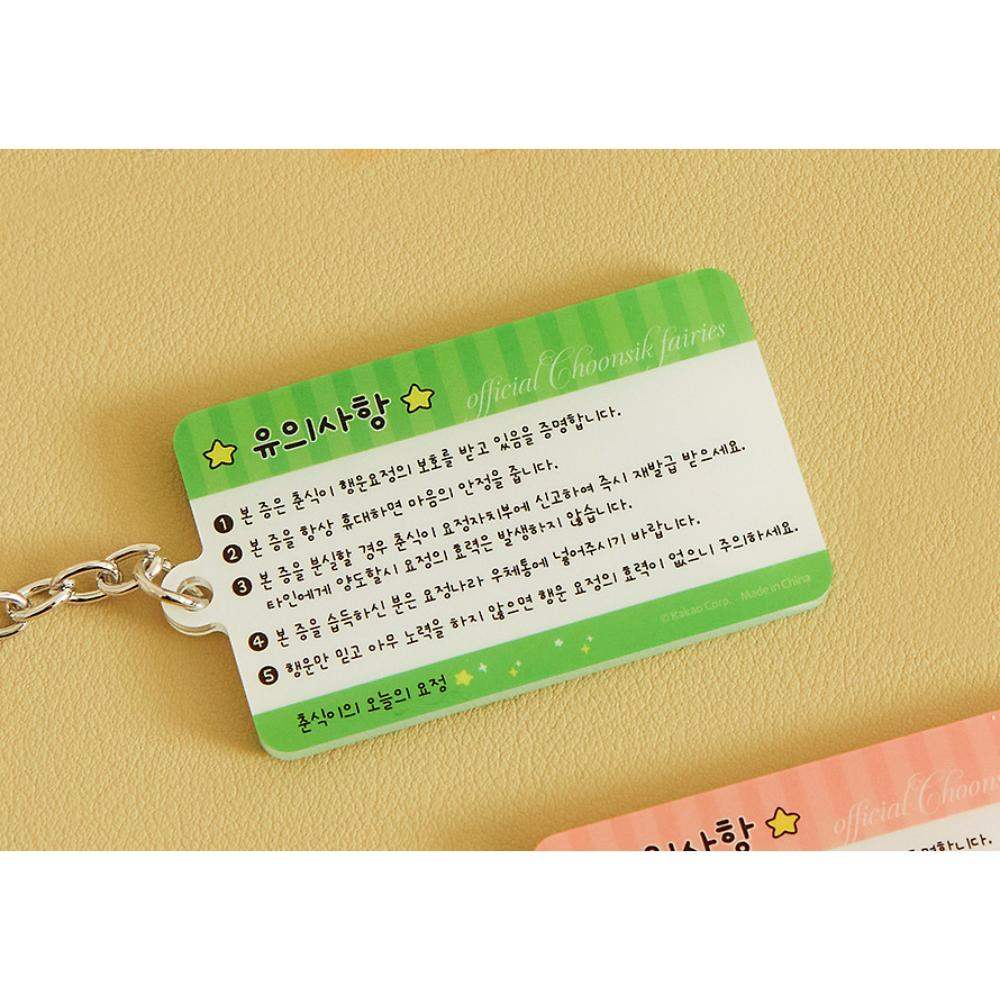 유의사항
official Choonsik fairies
1 본 증은 춘식이 행운요정의 보호를 받고 있음을 증명합니다.
2 본 증을 항상 휴대하면 마음의 안정을 줍니다.
3 본 증을 분실할 경우 춘식이 요정자치부에 신고하여 즉시 재발급 받으세요.
타인에게 양도할시 요정의 효력은 발생하지 않습니다.
4 본 증을 습득하신 분은 요정나라 우체통에 넣어주시기 바랍니다.
5 행운만 믿고 아무 노력을 하지 않으면 행운 요정의 효력이 없으니 주의하세요.
©Kakao Corp. Made in China
춘식이의 오늘의 요정
의사항
official Choons